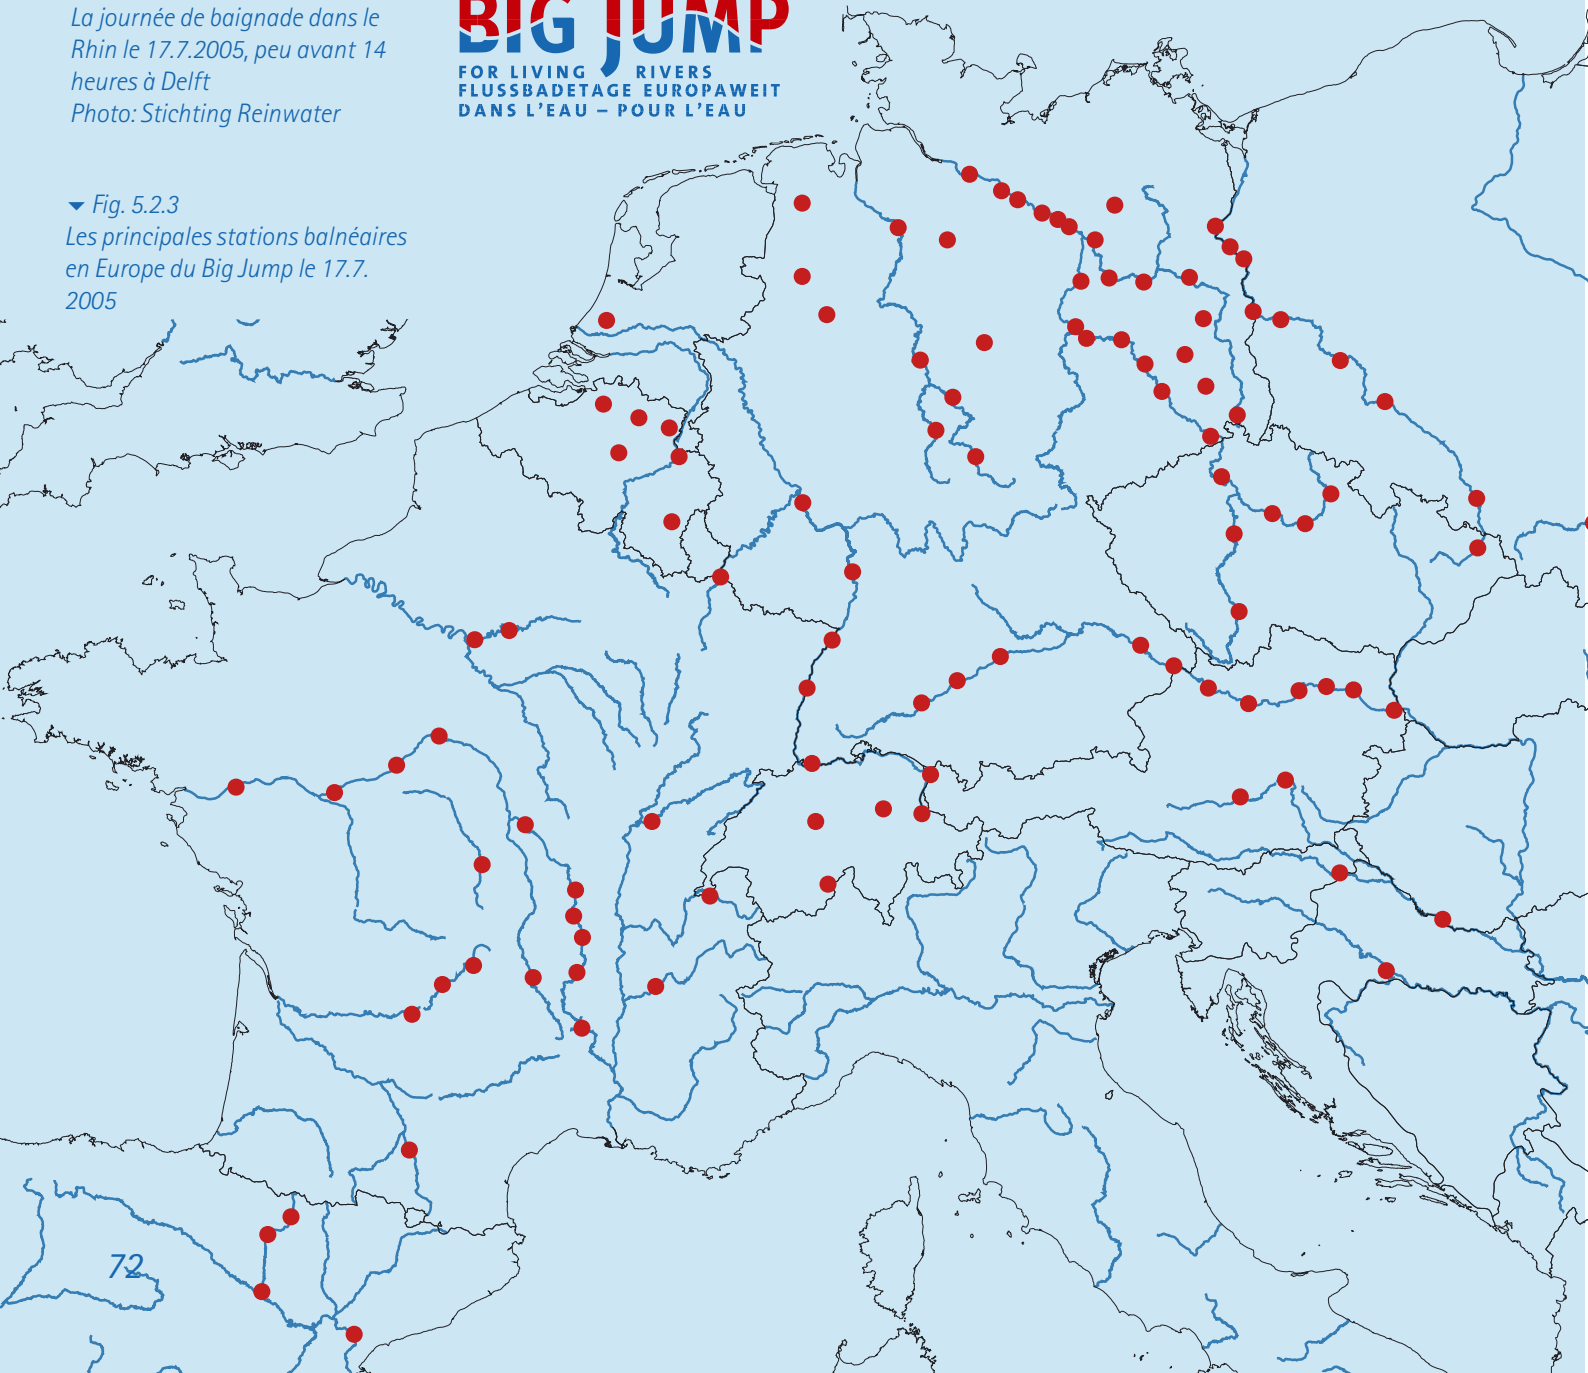 La journée de baignade dans le
Rhin le 17.7.2005, peu avant 14
heures à Delft
Photo: Stichting Reinwater
BIG JUMP
FOR LIVING RIVERS
FLUSSBADETAGE EUROPAWEIT
DANS L'EAU – POUR L'EAU
Fig. 5.2.3
Les principales stations balnéaires
en Europe du Big Jump le 17.7.
2005
72